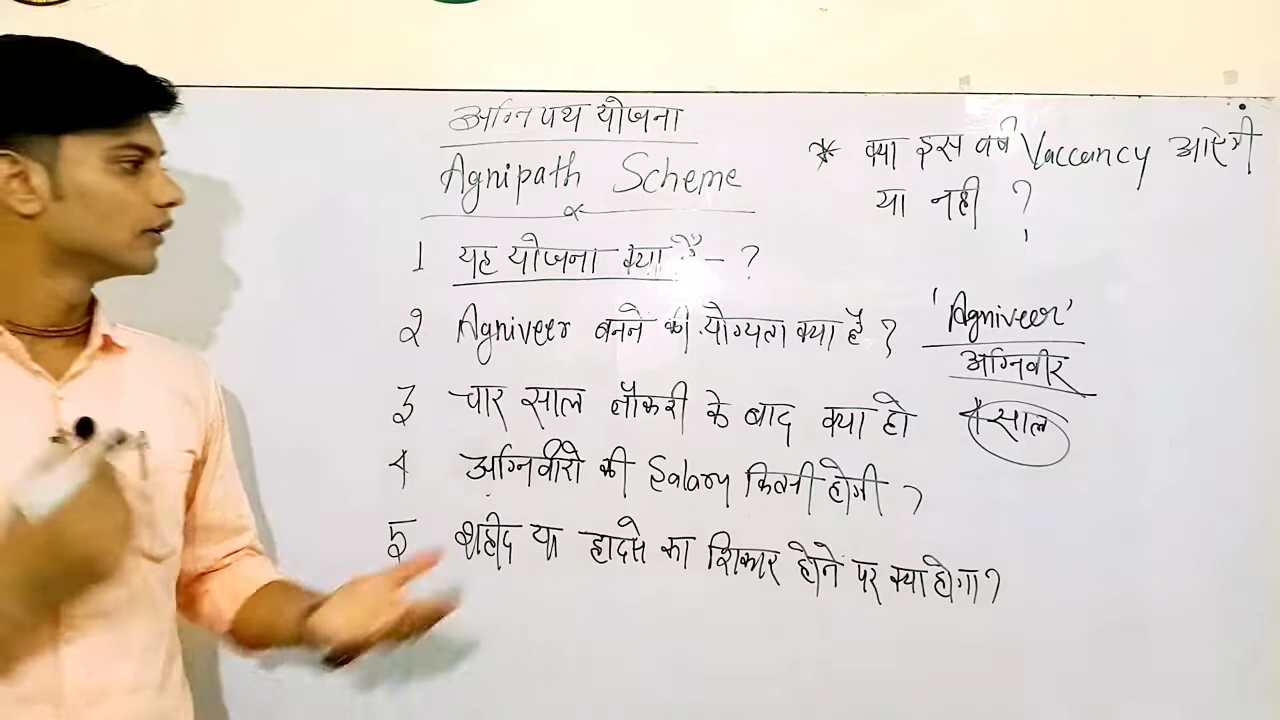 अग्निपथ योजना
Agnipath Scheme
1 यह योजना क्या है - ?
2 Agniveer बनने की योग्यता क्या है ?
3 चार साल नौकरी के बाद क्या हो
4 अग्निवीरो की Salary कितनी होगी ?
5 शहीद या हादसे का शिकार होने पर क्या होगा ?
* क्या इस वर्ष Vaccancy आएगी
या नही ?
'Agniveer'
अग्निवीर
4 साल